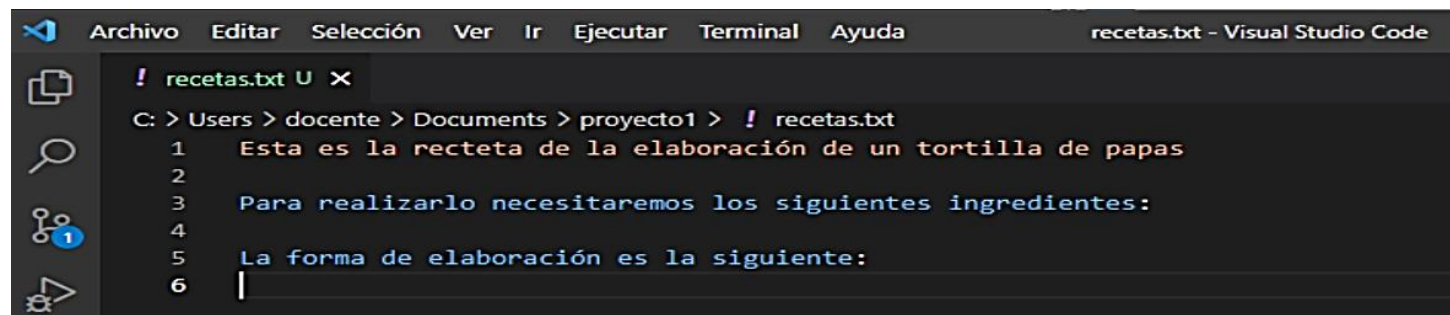 Archivo Editar Selección Ver Ir Ejecutar Terminal Ayuda recetas.txt - Visual Studio Code
! recetas.txt U ×
C: > Users > docente > Documents > proyecto1 > ! recetas.txt
1 Esta es la recteta de la elaboración de un tortilla de papas
2
3 Para realizarlo necesitaremos los siguientes ingredientes:
4
5 La forma de elaboración es la siguiente:
6
1